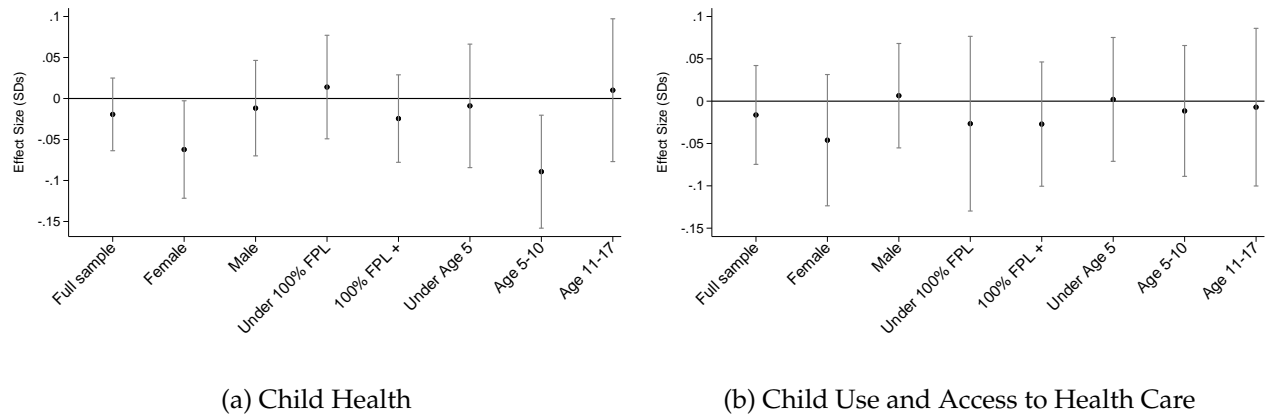 Effect Size (SDs)
.1
.05
0
-.05
-.1
-.15
Full sample
Female
Male
Under 100% FPL
100% FPL +
Under Age 5
Age 5-10
Age 11-17
(a) Child Health
Effect Size (SDs)
.1
.05
0
-.05
-.1
-.15
Full sample
Female
Male
Under 100% FPL
100% FPL +
Under Age 5
Age 5-10
Age 11-17
(b) Child Use and Access to Health Care